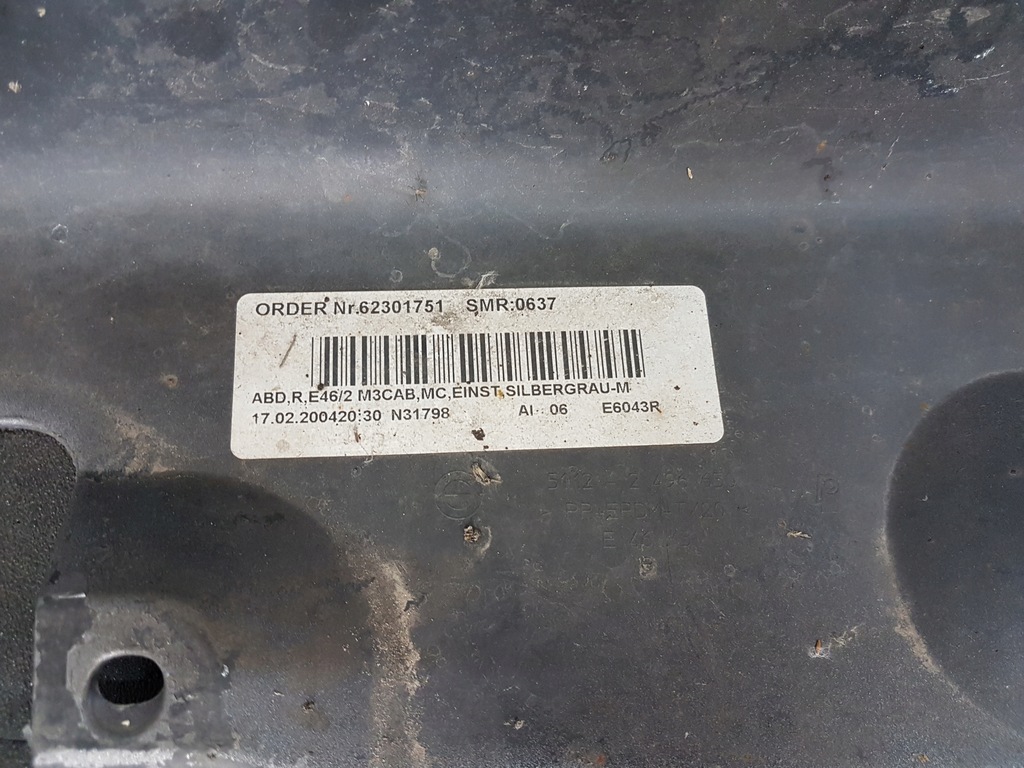 ORDER Nr.62301751 SMR:0637
ABD,R,E46/2 M3CAB,MC,EINST,SILBERGRAU-M
17.02.200420:30 N31798 AI 06 E6043R